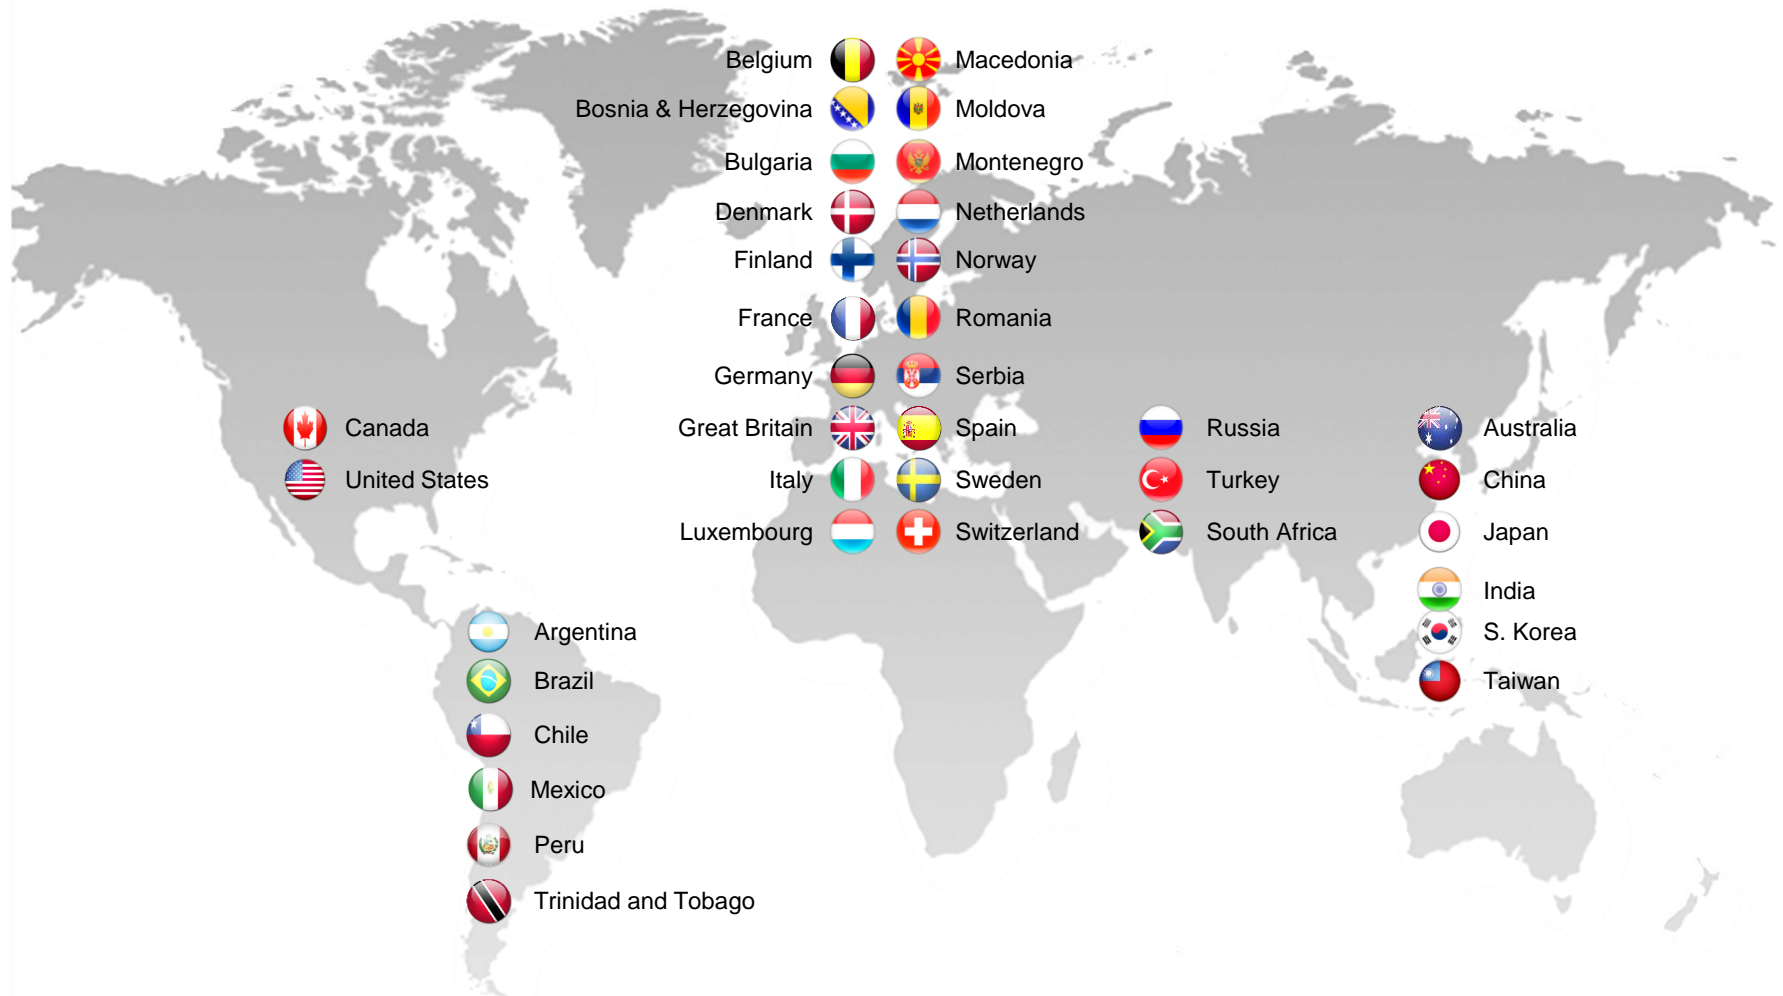 Belgium
Macedonia
Bosnia & Herzegovina
Moldova
Bulgaria
Montenegro
Denmark
Netherlands
Finland
Norway
France
Romania
Germany
Serbia
Great Britain
Spain
Italy
Sweden
Luxembourg
Switzerland
Canada
United States
Russia
Turkey
South Africa
Australia
China
Japan
India
S. Korea
Taiwan
Argentina
Brazil
Chile
Mexico
Peru
Trinidad and Tobago